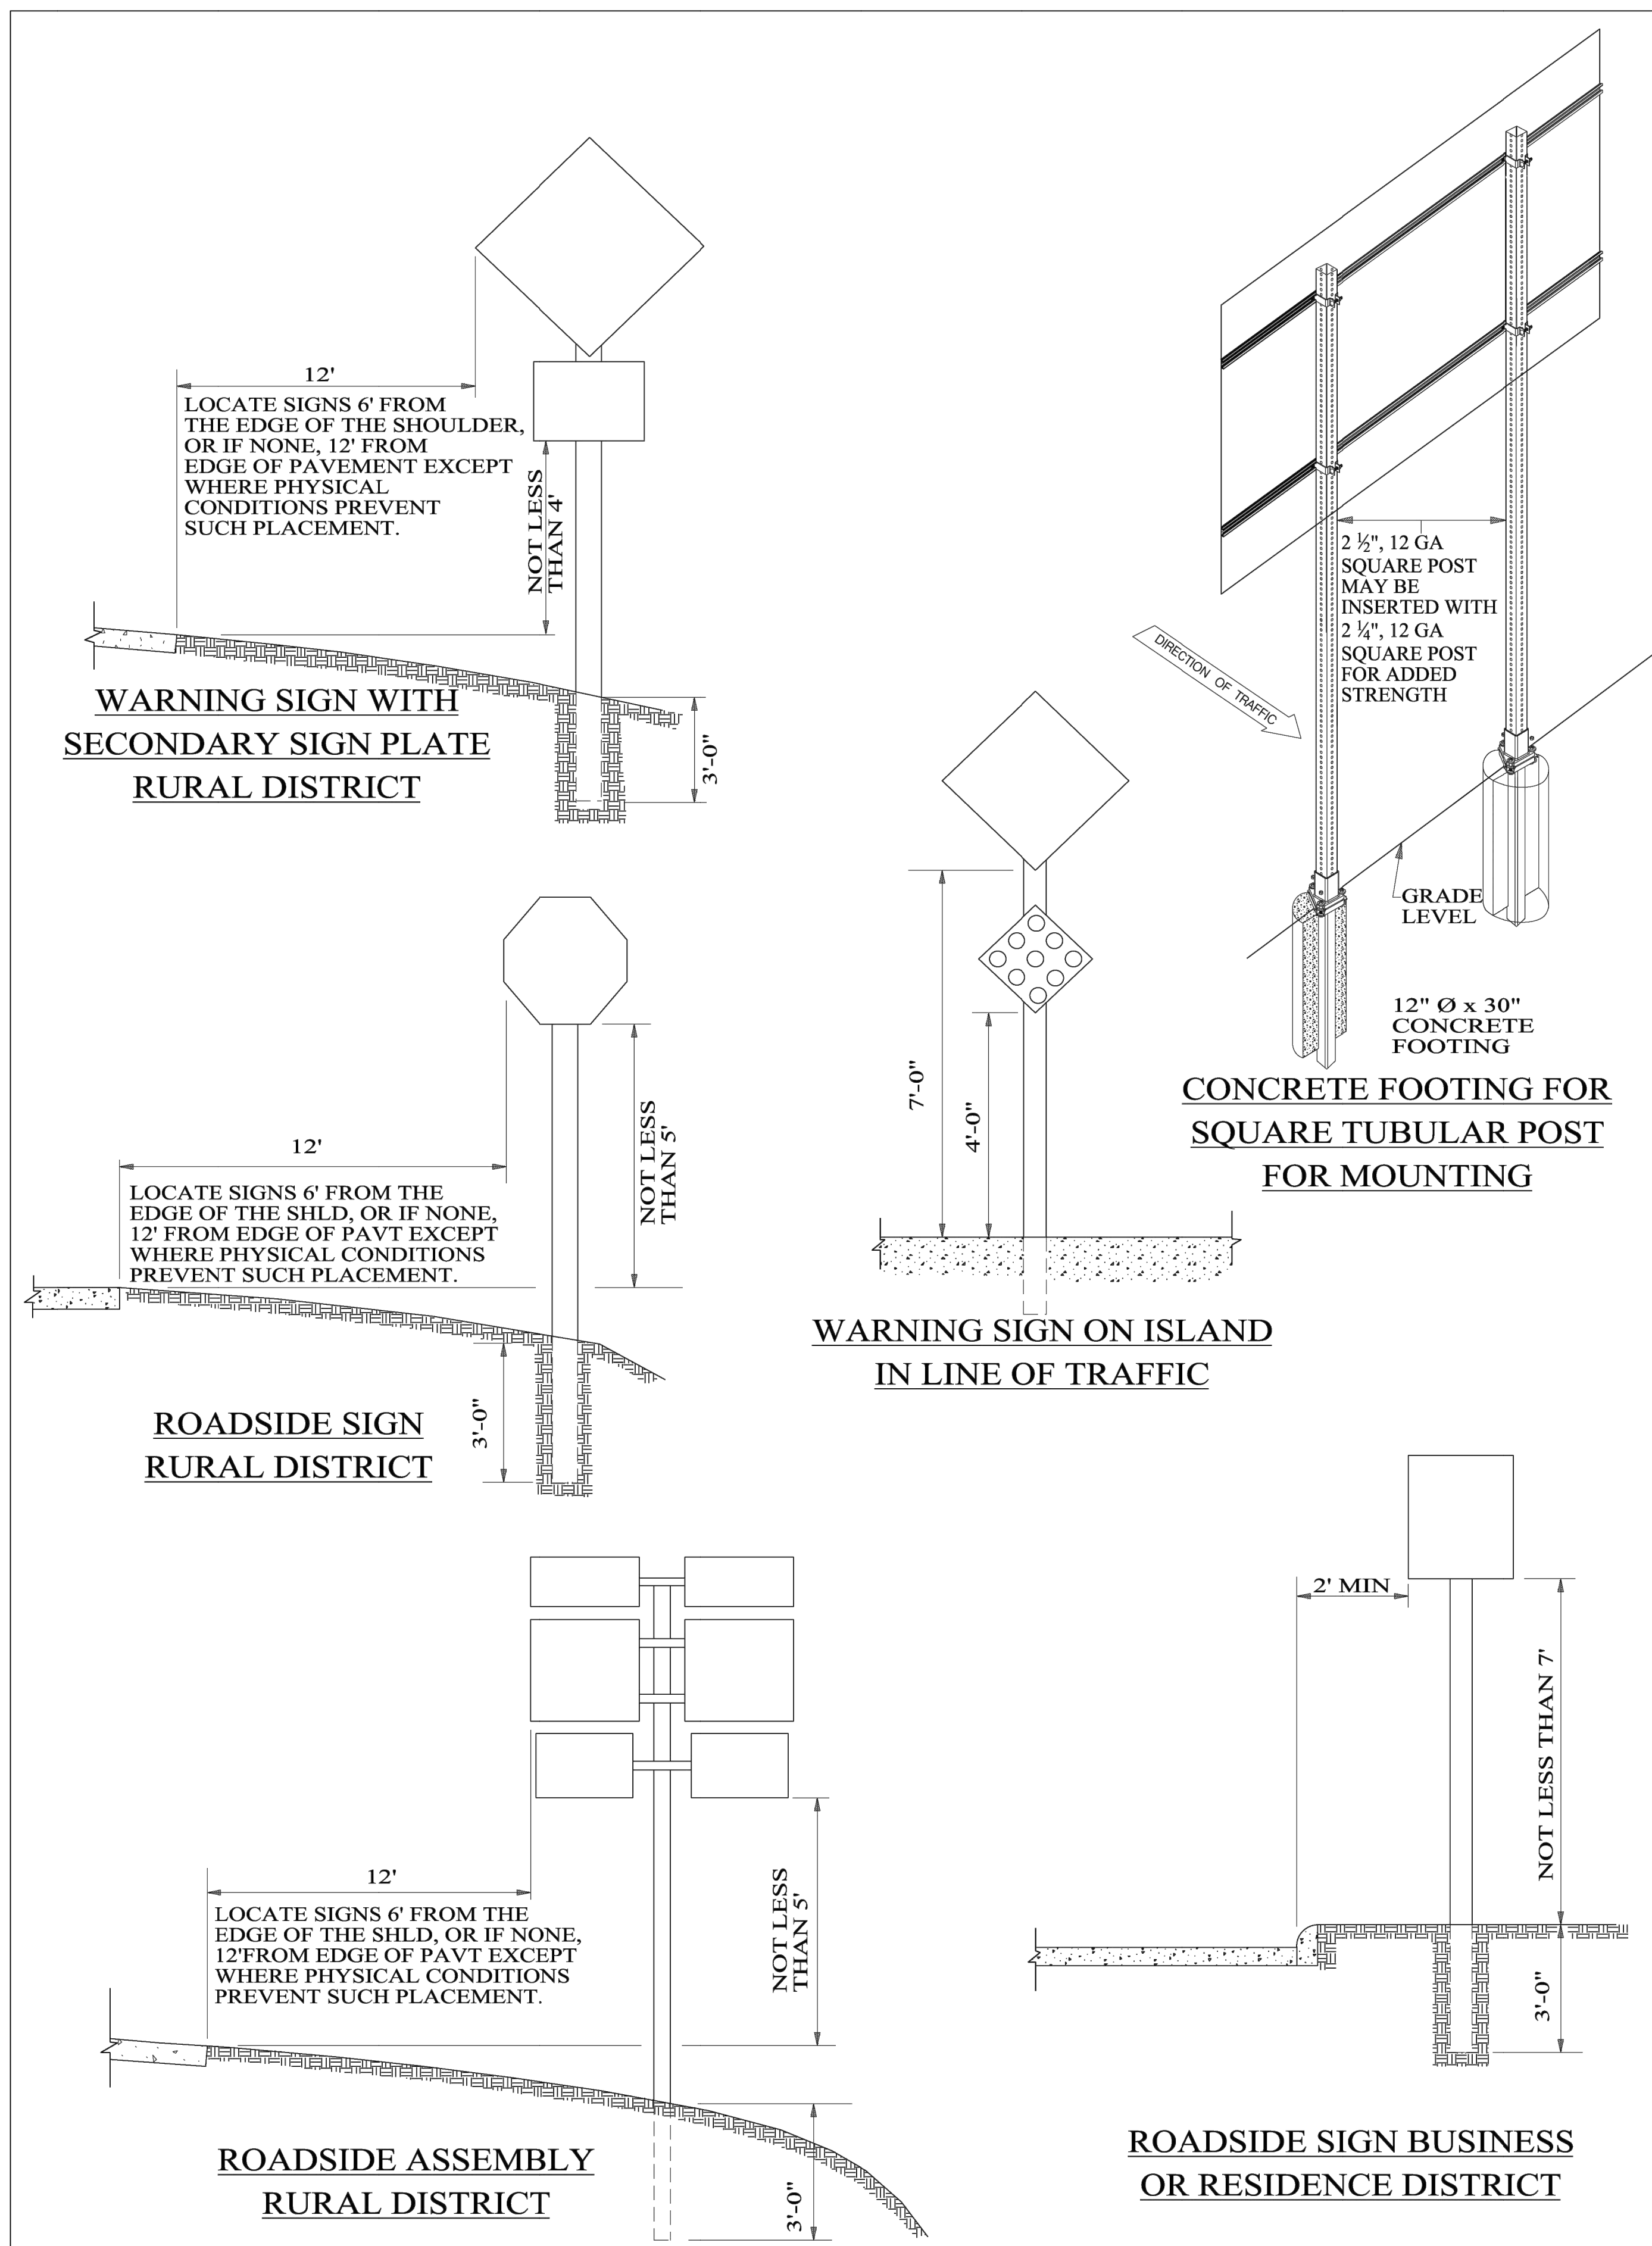 12'
LOCATE SIGNS 6' FROM
THE EDGE OF THE SHOULDER,
OR IF NONE, 12' FROM
EDGE OF PAVEMENT EXCEPT
WHERE PHYSICAL
CONDITIONS PREVENT
SUCH PLACEMENT.
NOT LESS
THAN 4'
3'-0"
WARNING SIGN WITH
SECONDARY SIGN PLATE
RURAL DISTRICT
2 ½", 12 GA
SQUARE POST
MAY BE
INSERTED WITH
2 ¼", 12 GA
SQUARE POST
FOR ADDED
STRENGTH
DIRECTION OF TRAFFIC
GRADE
LEVEL
12" Ø x 30"
CONCRETE
FOOTING
CONCRETE FOOTING FOR
SQUARE TUBULAR POST
FOR MOUNTING
12'
LOCATE SIGNS 6' FROM THE
EDGE OF THE SHLD, OR IF NONE,
12' FROM EDGE OF PAVT EXCEPT
WHERE PHYSICAL CONDITIONS
PREVENT SUCH PLACEMENT.
NOT LESS
THAN 5'
3'-0"
ROADSIDE SIGN
RURAL DISTRICT
7'-0"
4'-0"
WARNING SIGN ON ISLAND
IN LINE OF TRAFFIC
12'
LOCATE SIGNS 6' FROM THE
EDGE OF THE SHLD, OR IF NONE,
12'FROM EDGE OF PAVT EXCEPT
WHERE PHYSICAL CONDITIONS
PREVENT SUCH PLACEMENT.
NOT LESS
THAN 5'
3'-0"
ROADSIDE ASSEMBLY
RURAL DISTRICT
2' MIN
NOT LESS THAN 7'
3'-0"
ROADSIDE SIGN BUSINESS
OR RESIDENCE DISTRICT